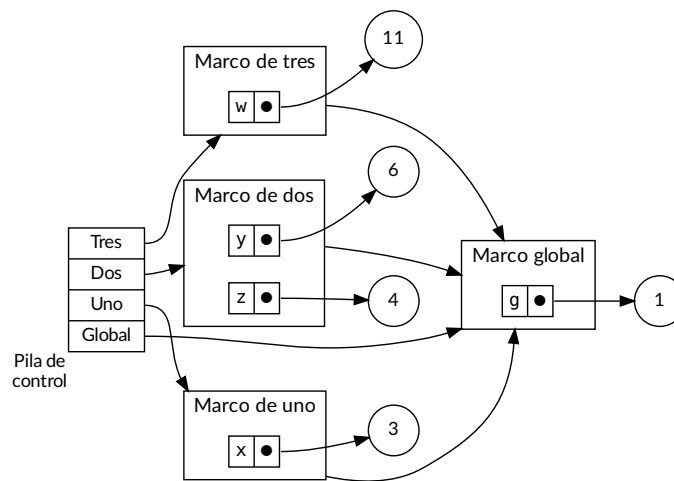 11
Marco de tres
w
6
Marco de dos
y
z
4
Tres
Dos
Uno
Global
Pila de
control
Marco global
g
1
Marco de uno
x
3